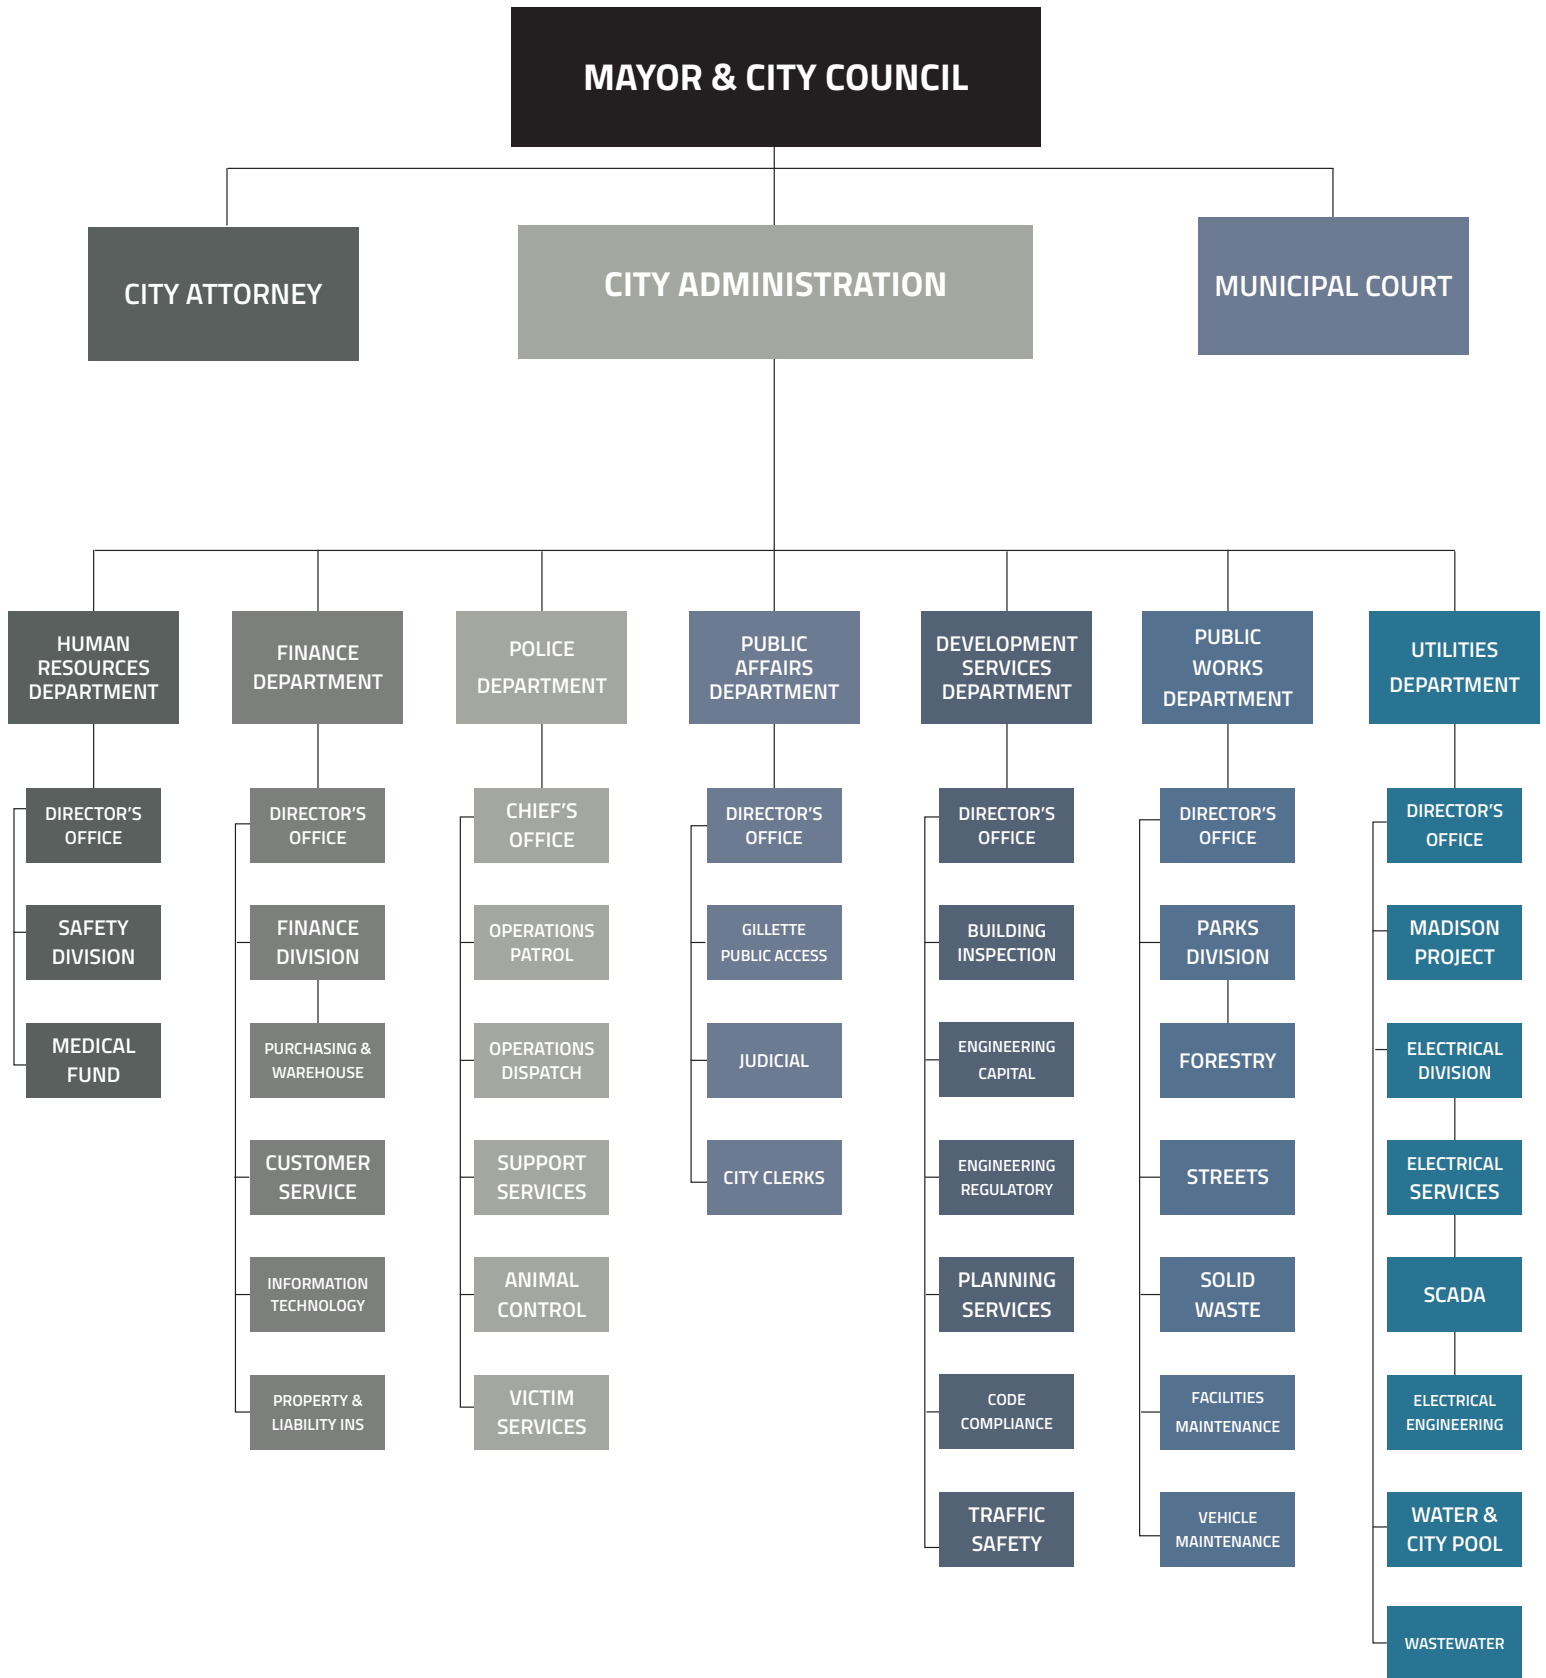 MAYOR & CITY COUNCIL
CITY ATTORNEY
CITY ADMINISTRATION
MUNICIPAL COURT
HUMAN
RESOURCES
DEPARTMENT
FINANCE
DEPARTMENT
POLICE
DEPARTMENT
PUBLIC
AFFAIRS
DEPARTMENT
DEVELOPMENT
SERVICES
DEPARTMENT
PUBLIC
WORKS
DEPARTMENT
UTILITIES
DEPARTMENT
DIRECTOR'S
OFFICE
SAFETY
DIVISION
MEDICAL
FUND
DIRECTOR'S
OFFICE
FINANCE
DIVISION
PURCHASING &
WAREHOUSE
CUSTOMER
SERVICE
INFORMATION
TECHNOLOGY
PROPERTY &
LIABILITY INS
CHIEF'S
OFFICE
OPERATIONS
PATROL
OPERATIONS
DISPATCH
SUPPORT
SERVICES
ANIMAL
CONTROL
VICTIM
SERVICES
DIRECTOR'S
OFFICE
GILLETTE
PUBLIC ACCESS
JUDICIAL
CITY CLERKS
DIRECTOR'S
OFFICE
BUILDING
INSPECTION
ENGINEERING
CAPITAL
ENGINEERING
REGULATORY
PLANNING
SERVICES
CODE
COMPLIANCE
TRAFFIC
SAFETY
DIRECTOR'S
OFFICE
PARKS
DIVISION
FORESTRY
STREETS
SOLID
WASTE
FACILITIES
MAINTENANCE
VEHICLE
MAINTENANCE
DIRECTOR'S
OFFICE
MADISON
PROJECT
ELECTRICAL
DIVISION
ELECTRICAL
SERVICES
SCADA
ELECTRICAL
ENGINEERING
WATER &
CITY POOL
WASTEWATER